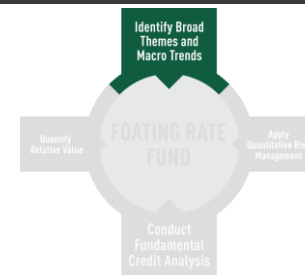 Identify Broad
Themes and
Macro Trends
FOATING RATE
FUND
Quantify
Relative Value
Apply
Quantitative Ris
Management
Conduct
Fundamental
Credit Analysis